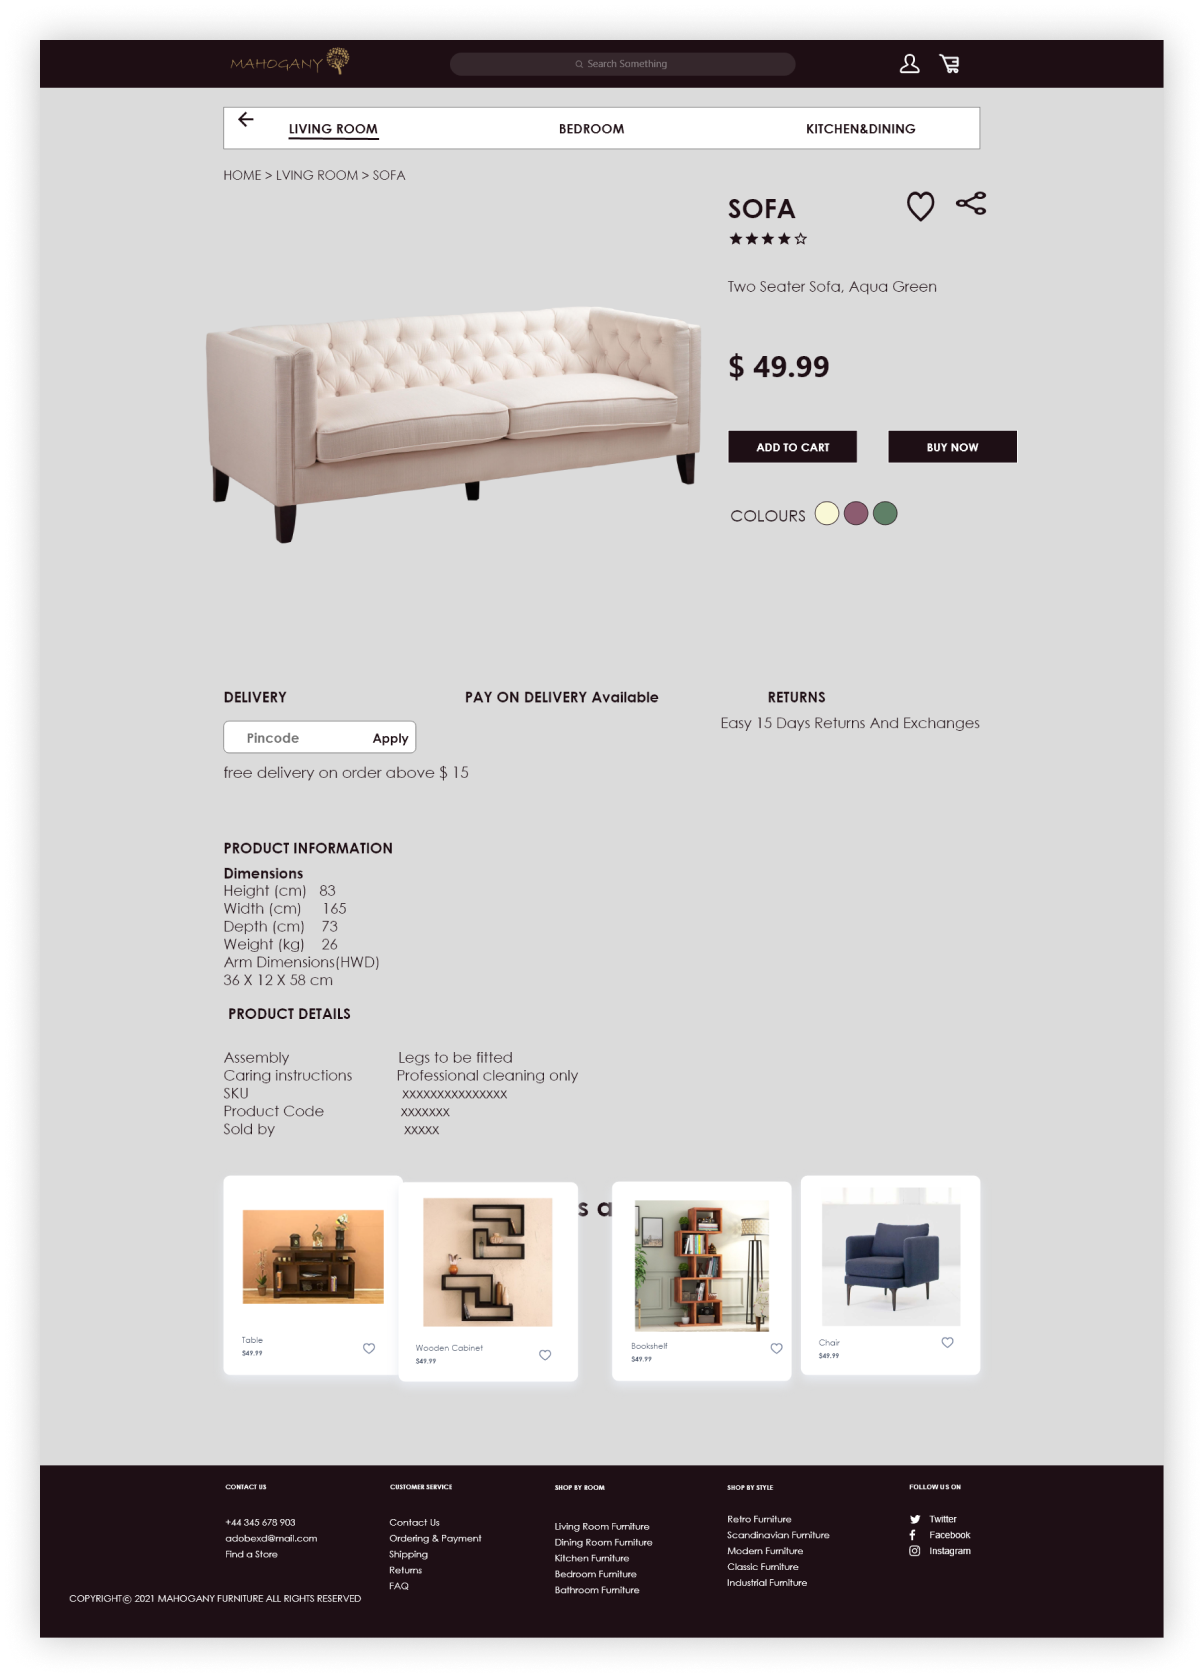 MAHOGANY
Search Something
LIVING ROOM
BEDROOM
KITCHEN&DINING
HOME > LVING ROOM > SOFA
SOFA
Two Seater Sofa, Aqua Green
$ 49.99
ADD TO CART
BUY NOW
COLOURS
DELIVERY
PAY ON DELIVERY Available
RETURNS
Easy 15 Days Returns And Exchanges
Pincode
Apply
free delivery on order above $ 15
PRODUCT INFORMATION
Dimensions
Height (cm) 83
Width (cm) 165
Depth (cm) 73
Weight (kg) 26
Arm Dimensions(HWD)
36 X 12 X 58 cm
PRODUCT DETAILS
Assembly Legs to be fitted
Caring instructions Professional cleaning only
SKU xxxxxxxxxxxxxxx
Product Code xxxxxxx
Sold by xxxxx
s a
Table
$49.99
Wooden Cabinet
$49.99
Bookshelf
$49.99
Chair
$49.99
CONTACT US
+44 345 678 903
adobexd@mail.com
Find a Store
CUSTOMER SERVICE
Contact Us
Ordering & Payment
Shipping
Returns
FAQ
SHOP BY ROOM
Living Room Furniture
Dining Room Furniture
Kitchen Furniture
Bedroom Furniture
Bathroom Furniture
SHOP BY STYLE
Retro Furniture
Scandinavian Furniture
Modern Furniture
Classic Furniture
Industrial Furniture
FOLLOW US ON
Twitter
Facebook
Instagram
COPYRIGHT© 2021 MAHOGANY FURNITURE ALL RIGHTS RESERVED